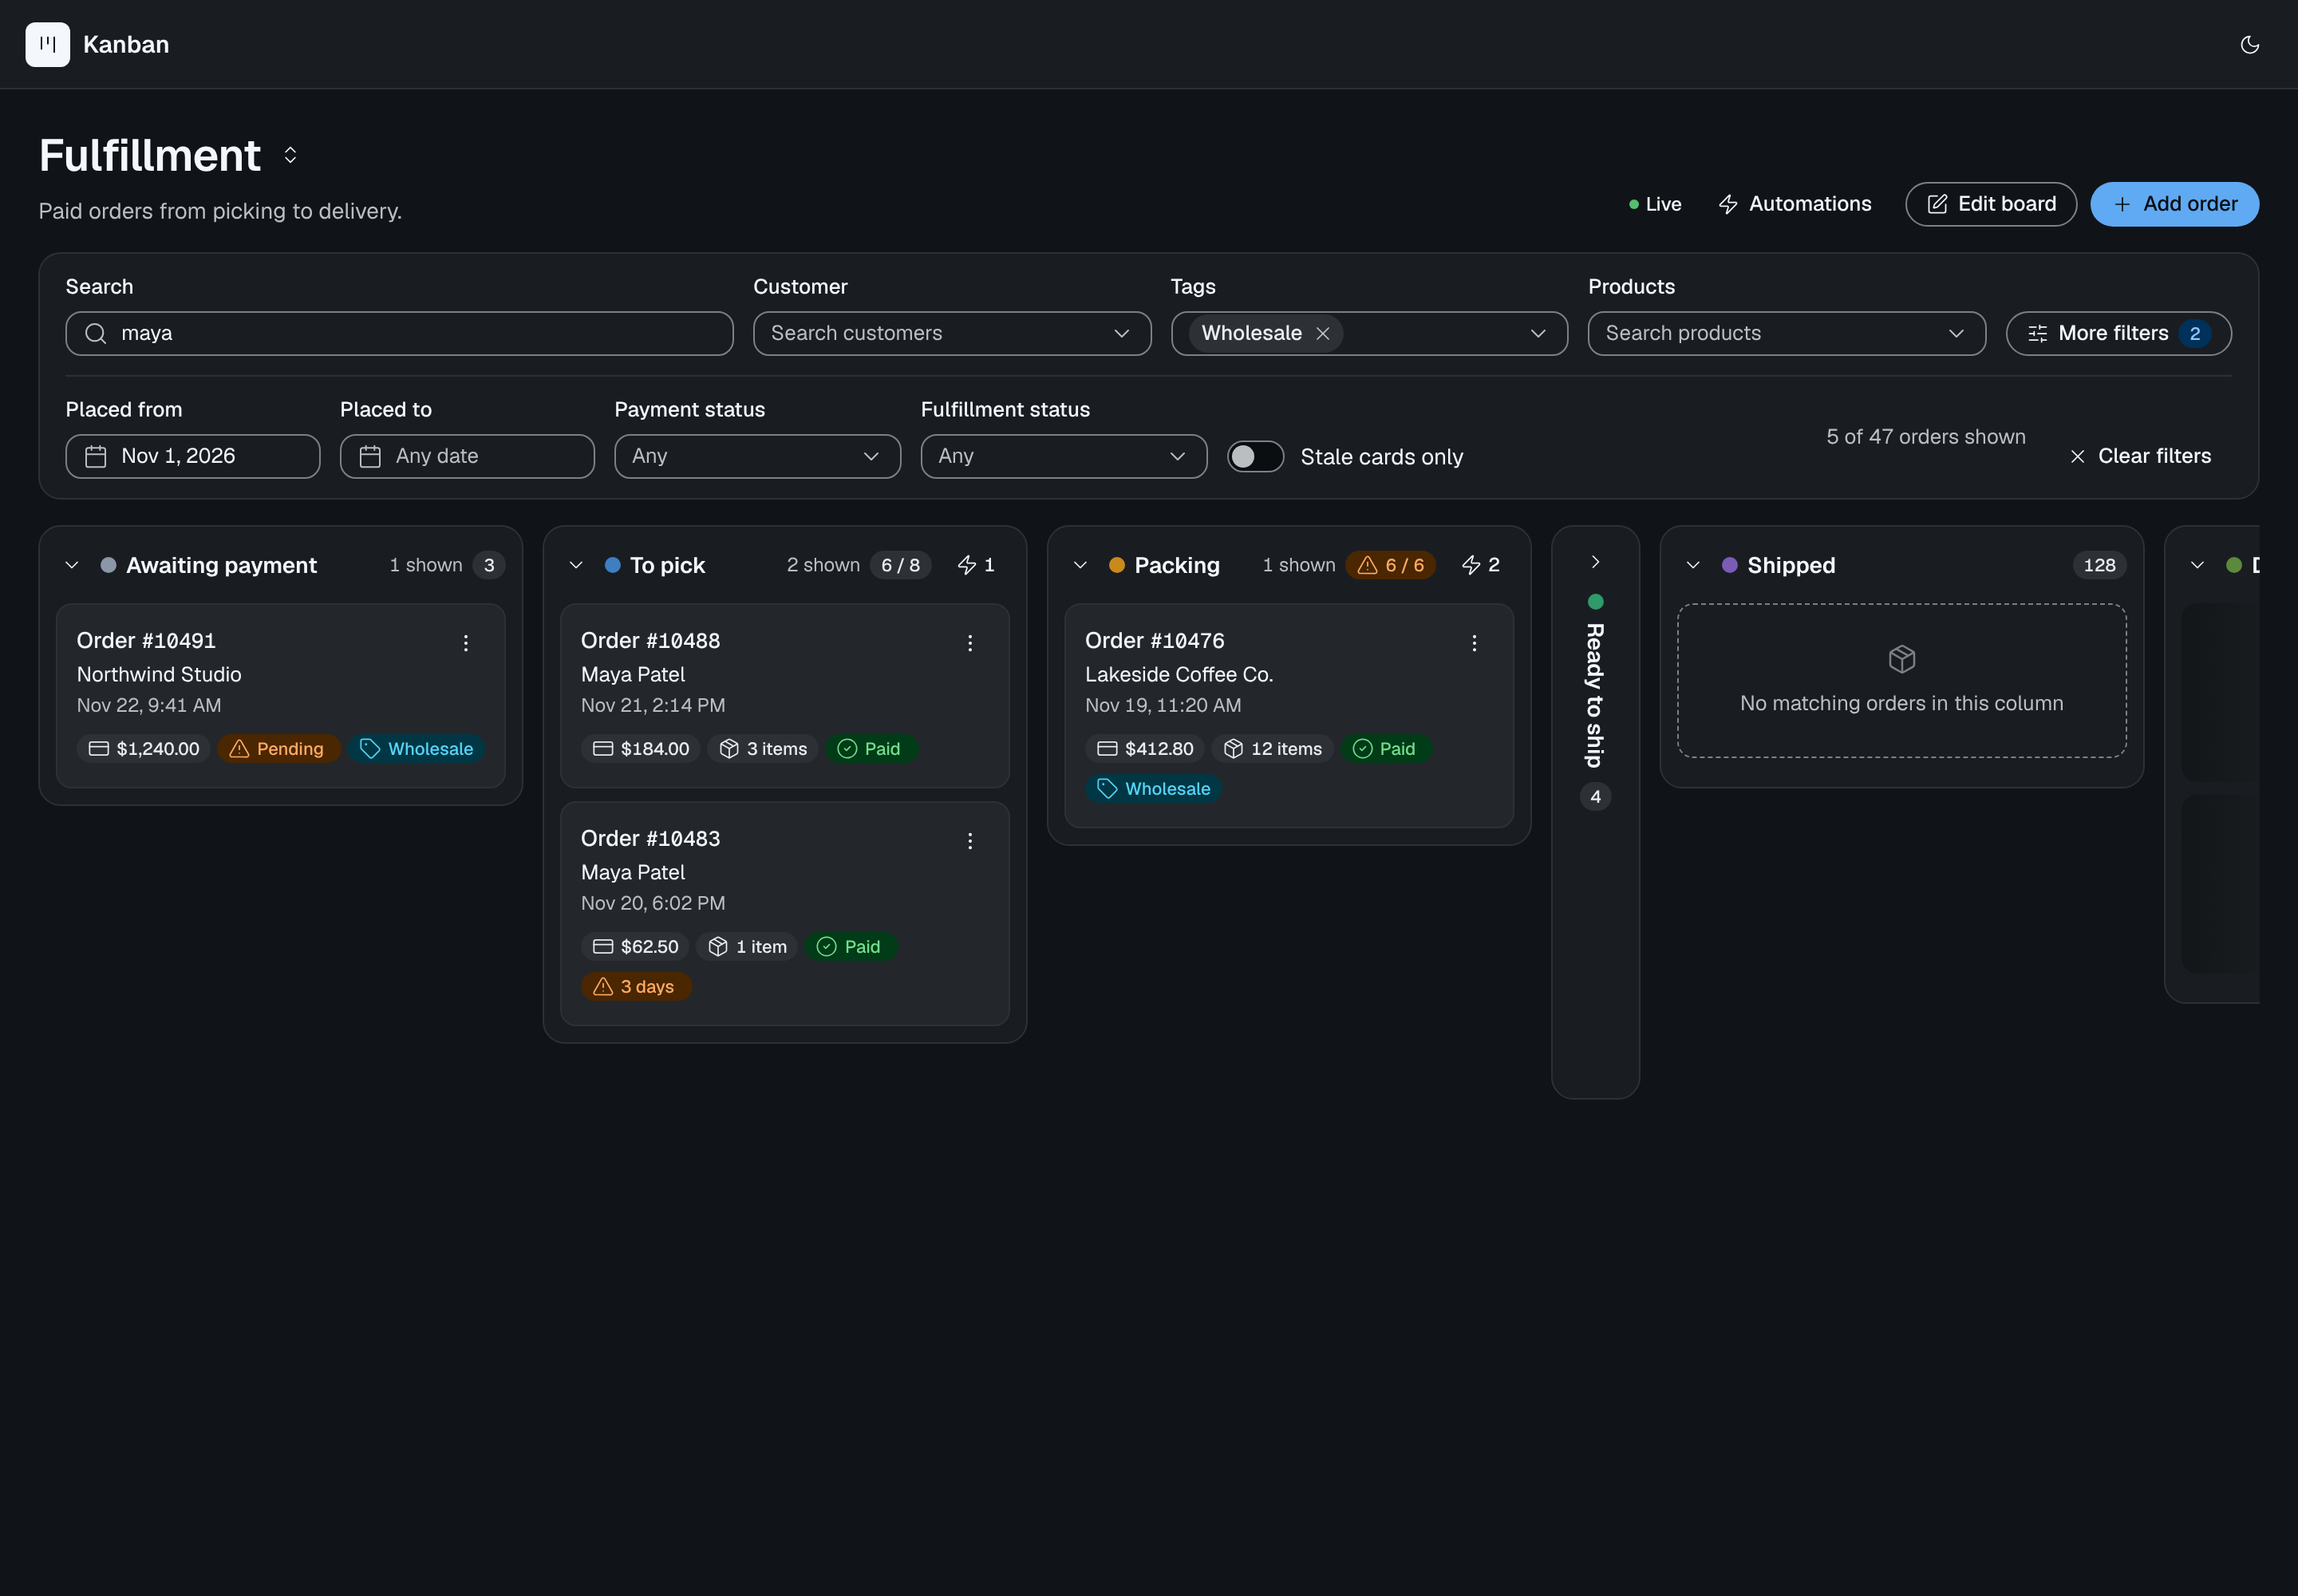 Kanban
Fulfillment
Paid orders from picking to delivery.
Live
Automations
Edit board
Add order
Search
Customer
Tags
Products
maya
Search customers
Wholesale
Search products
More filters 2
Placed from
Placed to
Payment status
Fulfillment status
Nov 1, 2026
Any date
Any
Any
Stale cards only
5 of 47 orders shown
Clear filters
Awaiting payment 1 shown 3
Order #10491
Northwind Studio
Nov 22, 9:41 AM
$1,240.00 Pending Wholesale
To pick 2 shown 6 / 8 1
Order #10488
Maya Patel
Nov 21, 2:14 PM
$184.00 3 items Paid
Order #10483
Maya Patel
Nov 20, 6:02 PM
$62.50 1 item Paid
3 days
Packing 1 shown 6 / 6 2
Order #10476
Lakeside Coffee Co.
Nov 19, 11:20 AM
$412.80 12 items Paid
Wholesale
Ready to ship
4
Shipped 128
No matching orders in this column